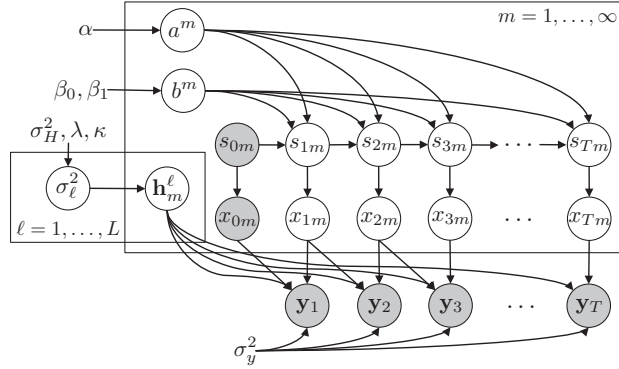 α a^m m = 1, . . . , ∞
β_0, β_1 b^m
σ_H^2, λ, κ
s_{0m} s_{1m} s_{2m} s_{3m} · · · s_{Tm}
σ_ℓ^2 h_m^ℓ
x_{0m} x_{1m} x_{2m} x_{3m} · · · x_{Tm}
ℓ = 1, . . . , L
y_1 y_2 y_3 · · · y_T
σ_y^2